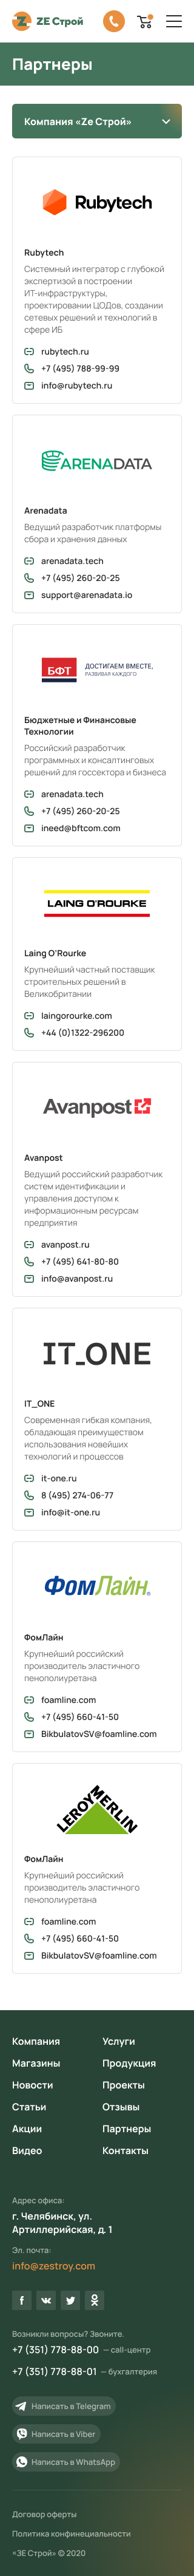 ZE Строй
Партнеры
Компания «Ze Строй»
Rubytech
Rubytech
Системный интегратор с глубокой
экспертизой в построении
ИТ-инфраструктуры,
проектировании ЦОДов, создании
сетевых решений и технологий в
сфере ИБ
rubytech.ru
+7 (495) 788-99-99
info@rubytech.ru
ARENADATA
Arenadata
Ведущий разработчик платформы
сбора и хранения данных
arenadata.tech
+7 (495) 260-20-25
support@arenadata.io
БФТ
ДОСТИГАЕМ ВМЕСТЕ,
РАЗВИВАЯ КАЖДОГО
Бюджетные и Финансовые
Технологии
Российский разработчик
программных и консалтинговых
решений для госсектора и бизнеса
arenadata.tech
+7 (495) 260-20-25
ineed@bftcom.com
LAING O'ROURKE
Laing O'Rourke
Крупнейший частный поставщик
строительных решений в
Великобритании
laingorourke.com
+44 (0)1322-296200
Avanpost
Avanpost
Ведущий российский разработчик
систем идентификации и
управления доступом к
информационным ресурсам
предприятия
avanpost.ru
+7 (495) 641-80-80
info@avanpost.ru
IT_ONE
IT_ONE
Современная гибкая компания,
обладающая преимуществом
использования новейших
технологий и процессов
it-one.ru
8 (495) 274-06-77
info@it-one.ru
ФомЛайн®
ФомЛайн
Крупнейший российский
производитель эластичного
пенополиуретана
foamline.com
+7 (495) 660-41-50
BikbulatovSV@foamline.com
LEROY MERLIN
ФомЛайн
Крупнейший российский
производитель эластичного
пенополиуретана
foamline.com
+7 (495) 660-41-50
BikbulatovSV@foamline.com
Компания Услуги
Магазины Продукция
Новости Проекты
Статьи Отзывы
Акции Партнеры
Видео Контакты
Адрес офиса:
г. Челябинск, ул.
Артиллерийская, д. 1
Эл. почта:
info@zestroy.com
Возникли вопросы? Звоните.
+7 (351) 778-88-00 — call-центр
+7 (351) 778-88-01 — бухгалтерия
Написать в Telegram
Написать в Viber
Написать в WhatsApp
Договор оферты
Политика конфинециальности
«ЗЕ Строй» © 2020